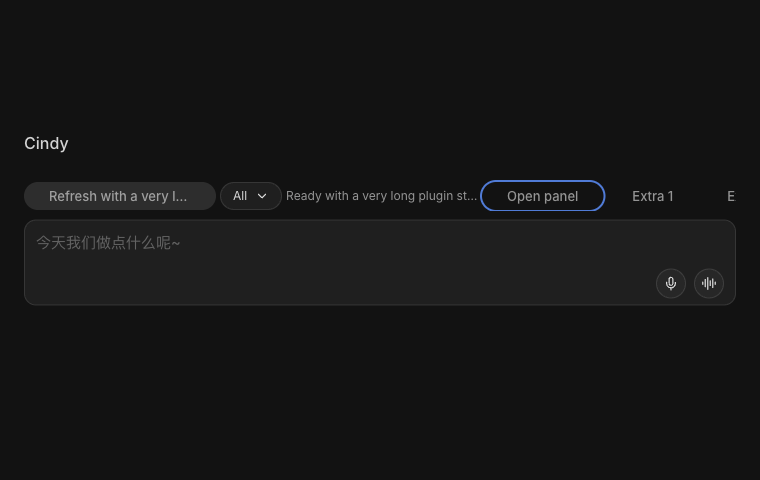 Cindy
Refresh with a very l... All Ready with a very long plugin st... Open panel Extra 1 E
今天我们做点什么呢~